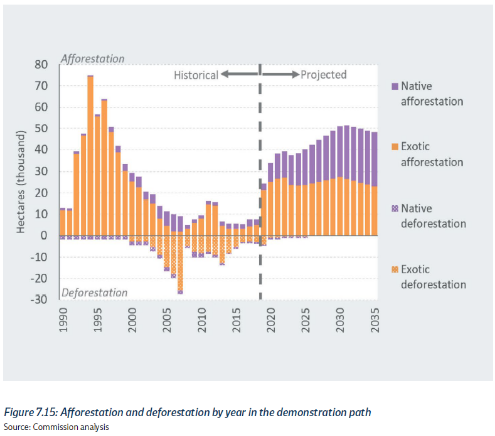 Afforestation
80
70
60
50
40
30
20
10
0
-10
-20
-30
Hectares (thousand)
Historical
Projected
Deforestation
1990
1995
2000
2005
2010
2015
2020
2025
2030
2035
Native
afforestation
Exotic
afforestation
Native
deforestation
Exotic
deforestation
Figure 7.15: Afforestation and deforestation by year in the demonstration path
Source: Commission analysis